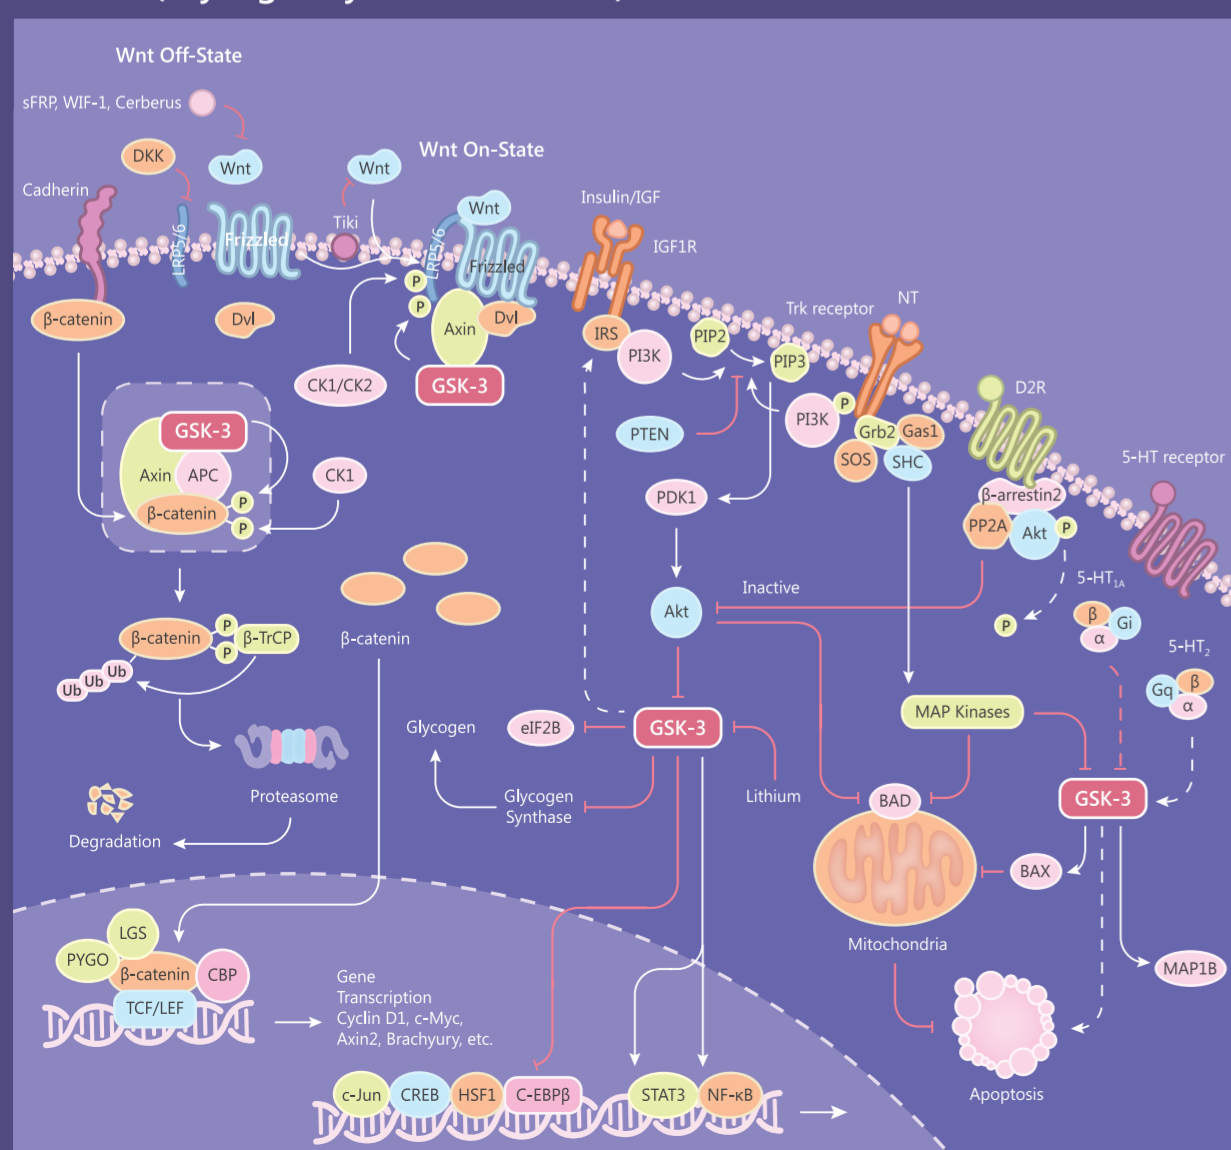 Wnt Off-State
sFRP, WIF-1, Cerberus
DKK
Wnt
Cadherin
LRP5/6
Frizzled
β-catenin
Dvl
Wnt
Tiki
Wnt On-State
Wnt
LRP5/6
Frizzled
P
P
Axin
Dvl
GSK-3
CK1/CK2
GSK-3
Axin
APC
β-catenin
P
P
CK1
β-catenin
P
P
β-TrCP
Ub
Ub
Ub
Proteasome
Degradation
β-catenin
Insulin/IGF
IGF1R
IRS
PI3K
PIP2
PIP3
PTEN
PDK1
Akt
Inactive
Trk receptor
NT
PI3K
P
Grb2
Gas1
SOS
SHC
D2R
β-arrestin2
PP2A
Akt
P
P
5-HT receptor
5-HT1A
β
Gi
α
5-HT2
Gq
β
α
MAP Kinases
Glycogen
eIF2B
GSK-3
Glycogen
Synthase
Lithium
BAD
GSK-3
BAX
Mitochondria
MAP1B
Apoptosis
LGS
PYGO
β-catenin
CBP
TCF/LEF
Gene
Transcription
Cyclin D1, c-Myc,
Axin2, Brachyury, etc.
c-Jun
CREB
HSF1
C-EBPβ
STAT3
NF-κB